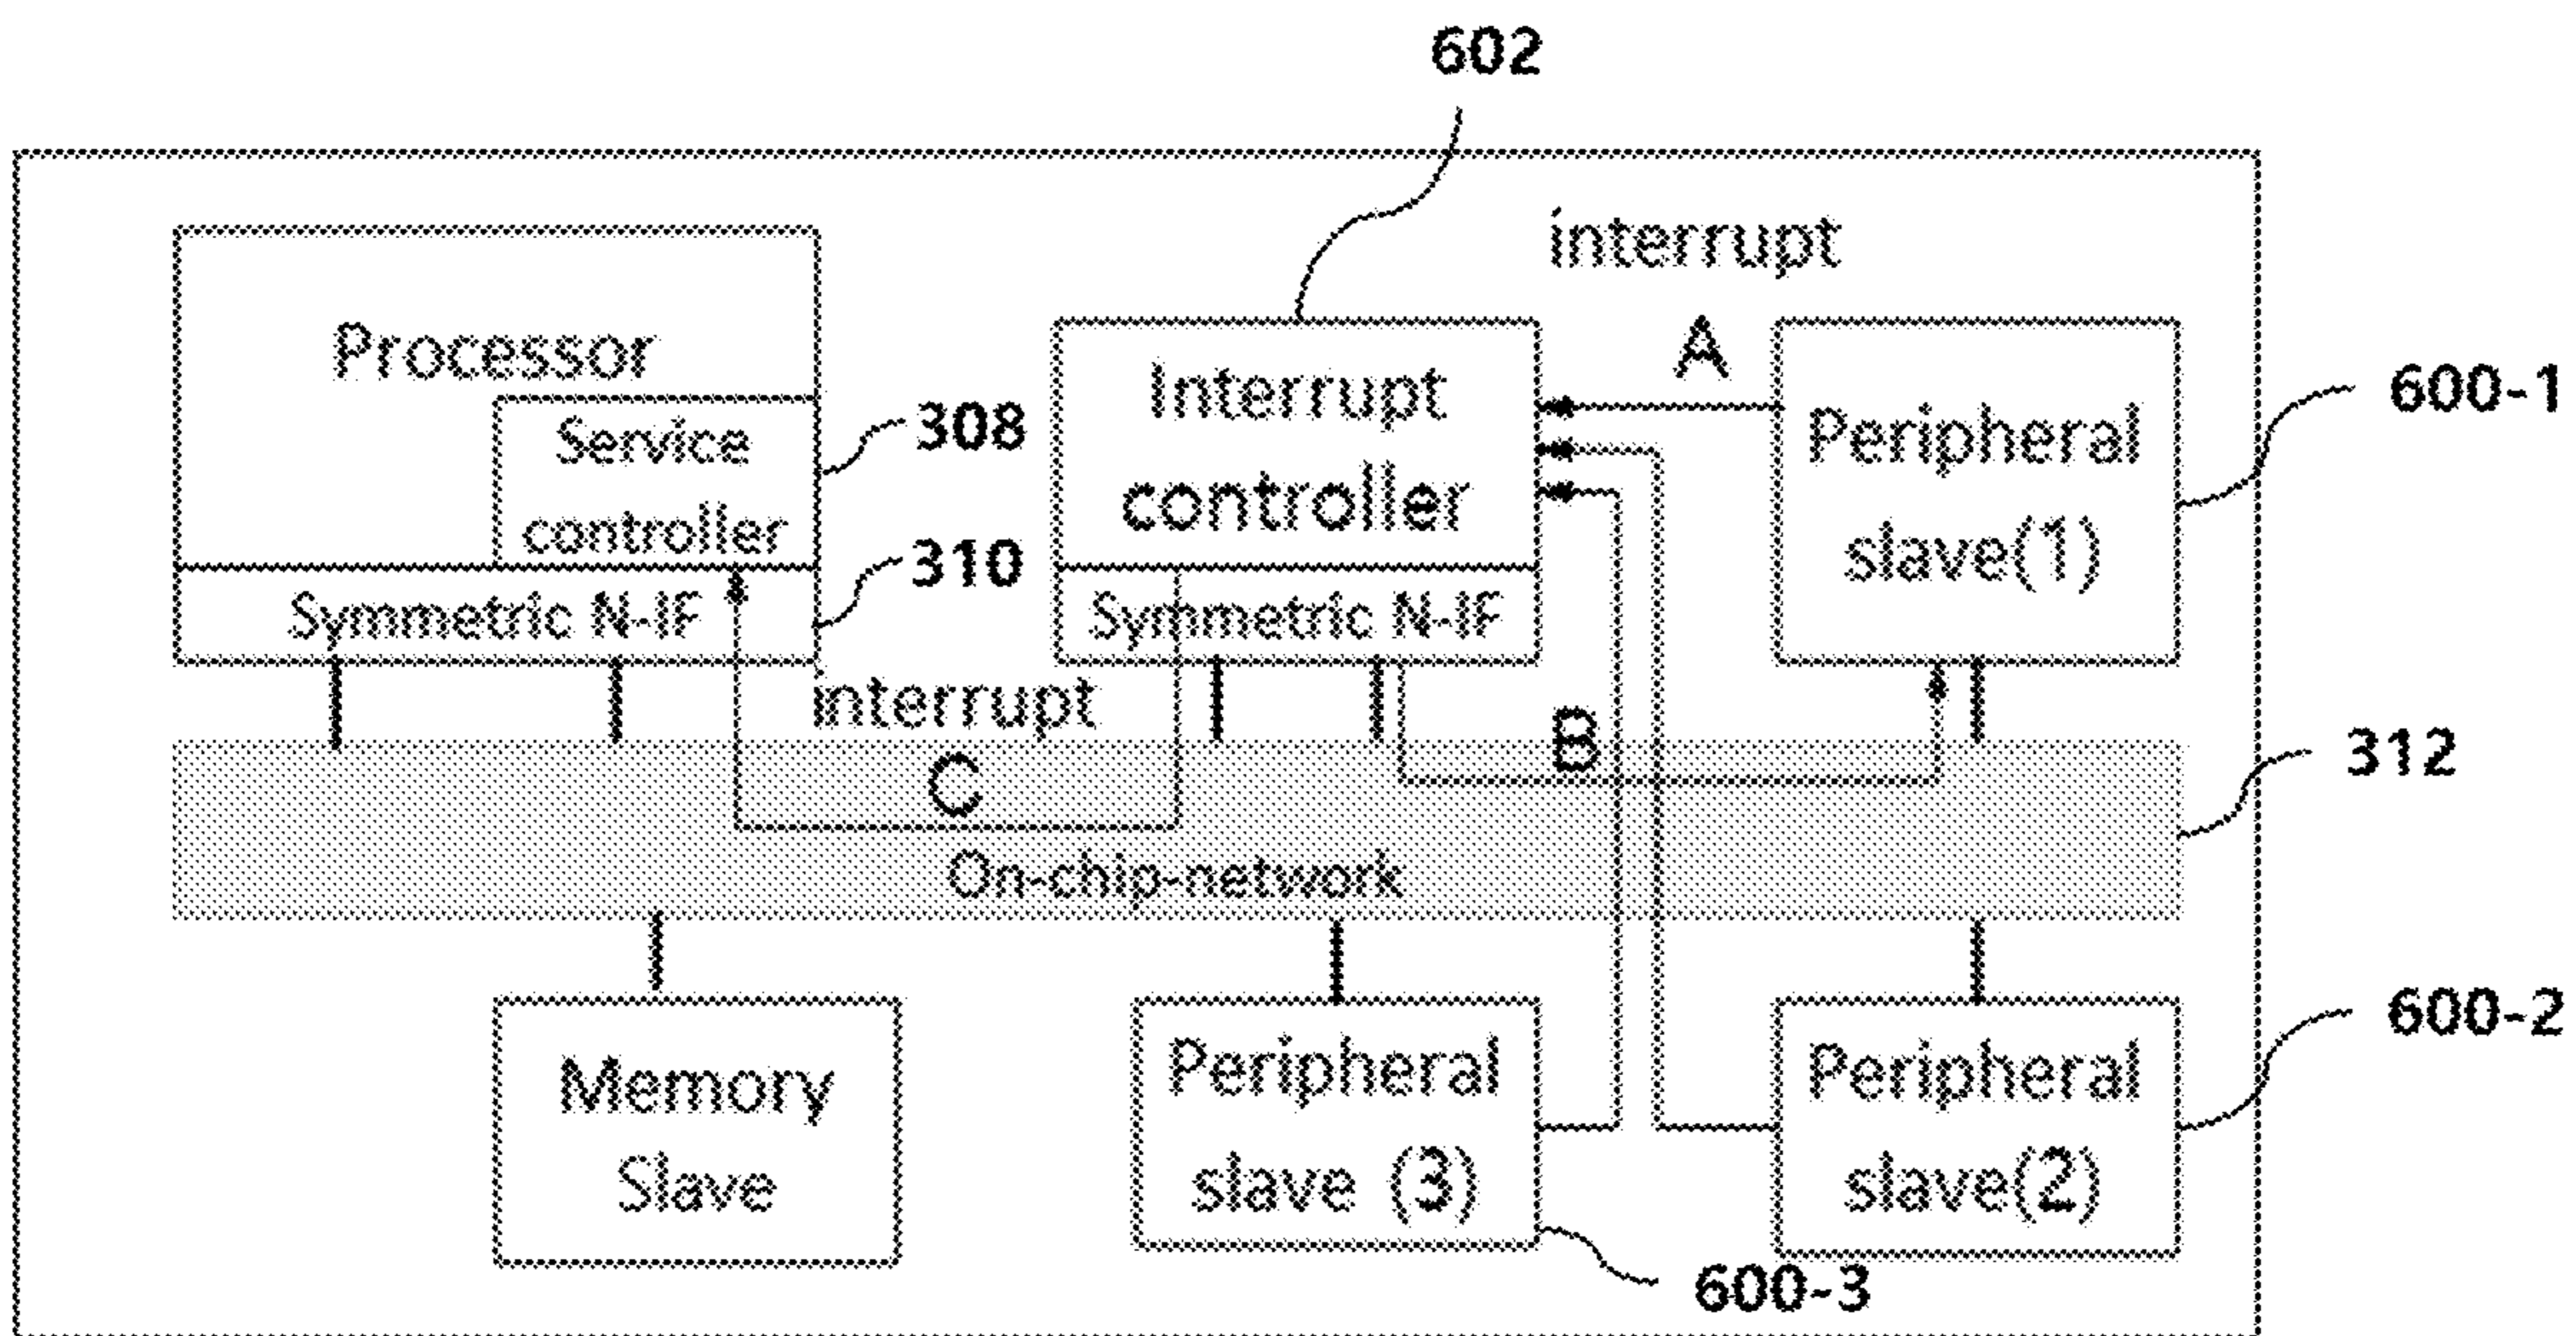 602
interrupt
Processor
Service
controller
308
Symmetric N-IF
310
Interrupt
controller
Symmetric N-IF
A
Peripheral
slave(1)
600-1
interrupt
B
C
312
On-chip-network
Memory
Slave
Peripheral
slave (3)
600-3
Peripheral
slave(2)
600-2